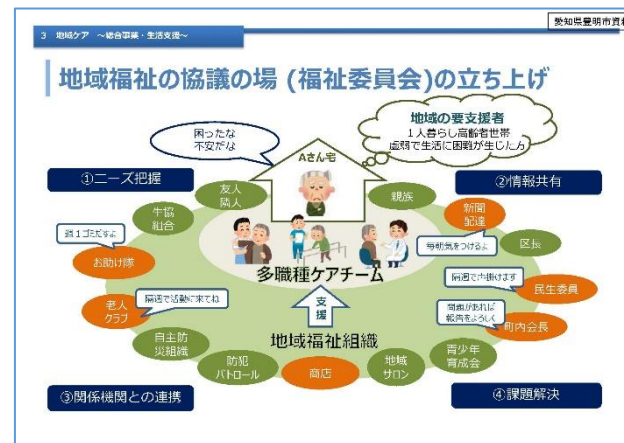 愛知県豊明市資料
3 地域ケア ～総合事業・生活支援～
地域福祉の協議の場 (福祉委員会)の立ち上げ
困ったな
不安だな
Aさん宅
地域の要支援者
1人暮らし高齢者世帯
虚弱で生活に困難が生じた方
①ニーズ把握
②情報共有
友人
隣人
親族
生協
組合
新聞
配達
週1ゴミだすよ
毎朝気をつけるよ
区長
お助け隊
多職種ケアチーム
隔週で声掛けます
民生委員
老人
クラブ
隔週で活動に来てね
支援
問題があれば
報告をよろしく
町内会長
自主防
災組織
地域福祉組織
青少年
育成会
防犯
パトロール
商店
地域
サロン
③関係機関との連携
④課題解決